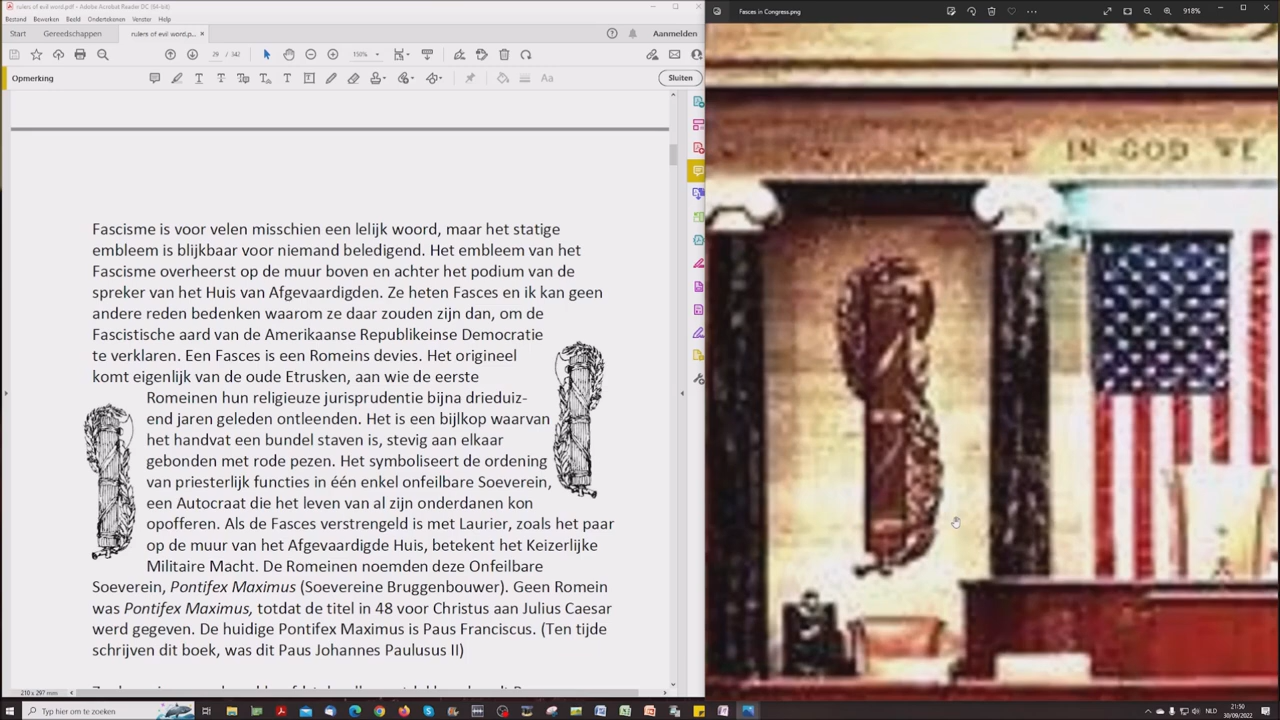 rulers of evil word.pdf - Adobe Acrobat Reader DC (64-bit)
Bestand Bewerken Beeld Ondertekenen Venster Help
Start Gereedschappen rulers of evil word.p... × Aanmelden
29 / 342 150%
Opmerking Sluiten
Fascisme is voor velen misschien een lelijk woord, maar het statige
embleem is blijkbaar voor niemand beledigend. Het embleem van het
Fascisme overheerst op de muur boven en achter het podium van de
spreker van het Huis van Afgevaardigden. Ze heten Fasces en ik kan geen
andere reden bedenken waarom ze daar zouden zijn dan, om de
Fascistische aard van de Amerikaanse Republikeinse Democratie
te verklaren. Een Fasces is een Romeins devies. Het origineel
komt eigenlijk van de oude Etrusken, aan wie de eerste
Romeinen hun religieuze jurisprudentie bijna drieduiz-
end jaren geleden ontleenden. Het is een bijlkop waarvan
het handvat een bundel staven is, stevig aan elkaar
gebonden met rode pezen. Het symboliseert de ordening
van priesterlijk functies in één enkel onfeilbare Soeverein,
een Autocraat die het leven van al zijn onderdanen kon
opofferen. Als de Fasces verstrengeld is met Laurier, zoals het paar
op de muur van het Afgevaardigde Huis, betekent het Keizerlijke
Militaire Macht. De Romeinen noemden deze Onfeilbare
Soeverein, Pontifex Maximus (Soevereine Bruggenbouwer). Geen Romein
was Pontifex Maximus, totdat de titel in 48 voor Christus aan Julius Caesar
werd gegeven. De huidige Pontifex Maximus is Paus Franciscus. (Ten tijde
schrijven dit boek, was dit Paus Johannes Paulusus II)
210 x 297 mm
Fasces in Congress.png
918%
IN GOD WE
Typ hier om te zoeken
NLD
21:50
30/09/2022